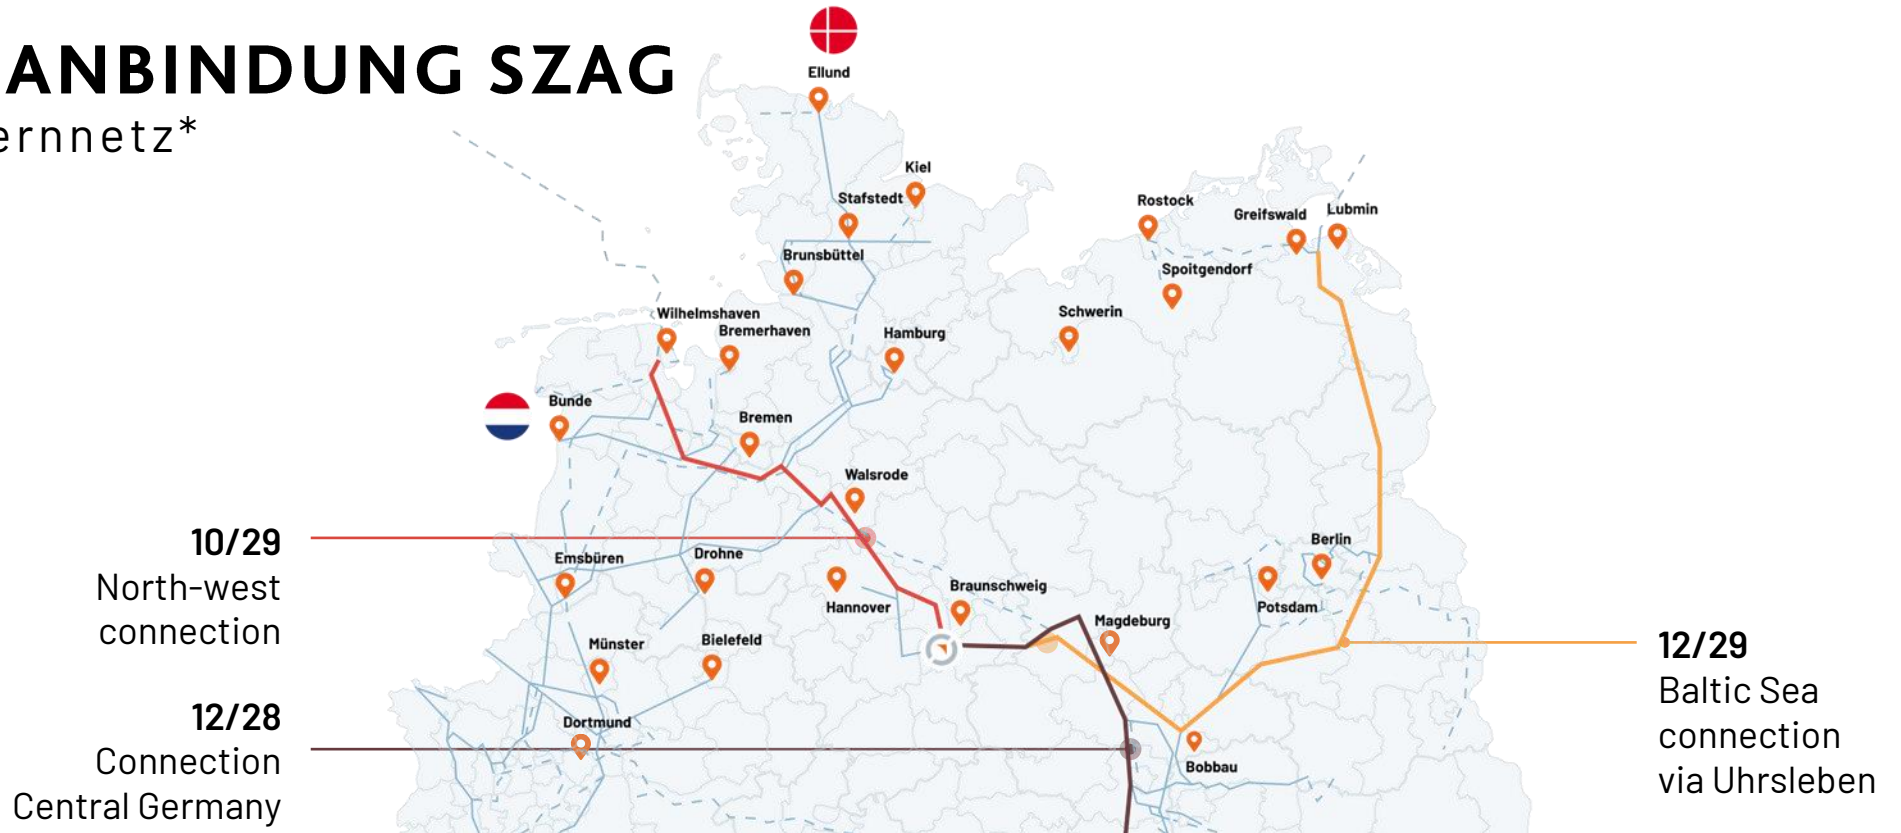 ANBINDUNG SZAG
ernnetz*
Ellund
Kiel
Stafstedt
Rostock
Greifswald
Lubmin
Brunsbüttel
Spoitgendorf
Wilhelmshaven
Bremerhaven
Hamburg
Schwerin
Bunde
Bremen
Walsrode
10/29
North-west
connection
Emsbüren
Drohne
Hannover
Braunschweig
Berlin
Potsdam
Magdeburg
Münster
Bielefeld
12/29
Baltic Sea
connection
via Uhrsleben
12/28
Connection
Central Germany
Dortmund
Bobbau